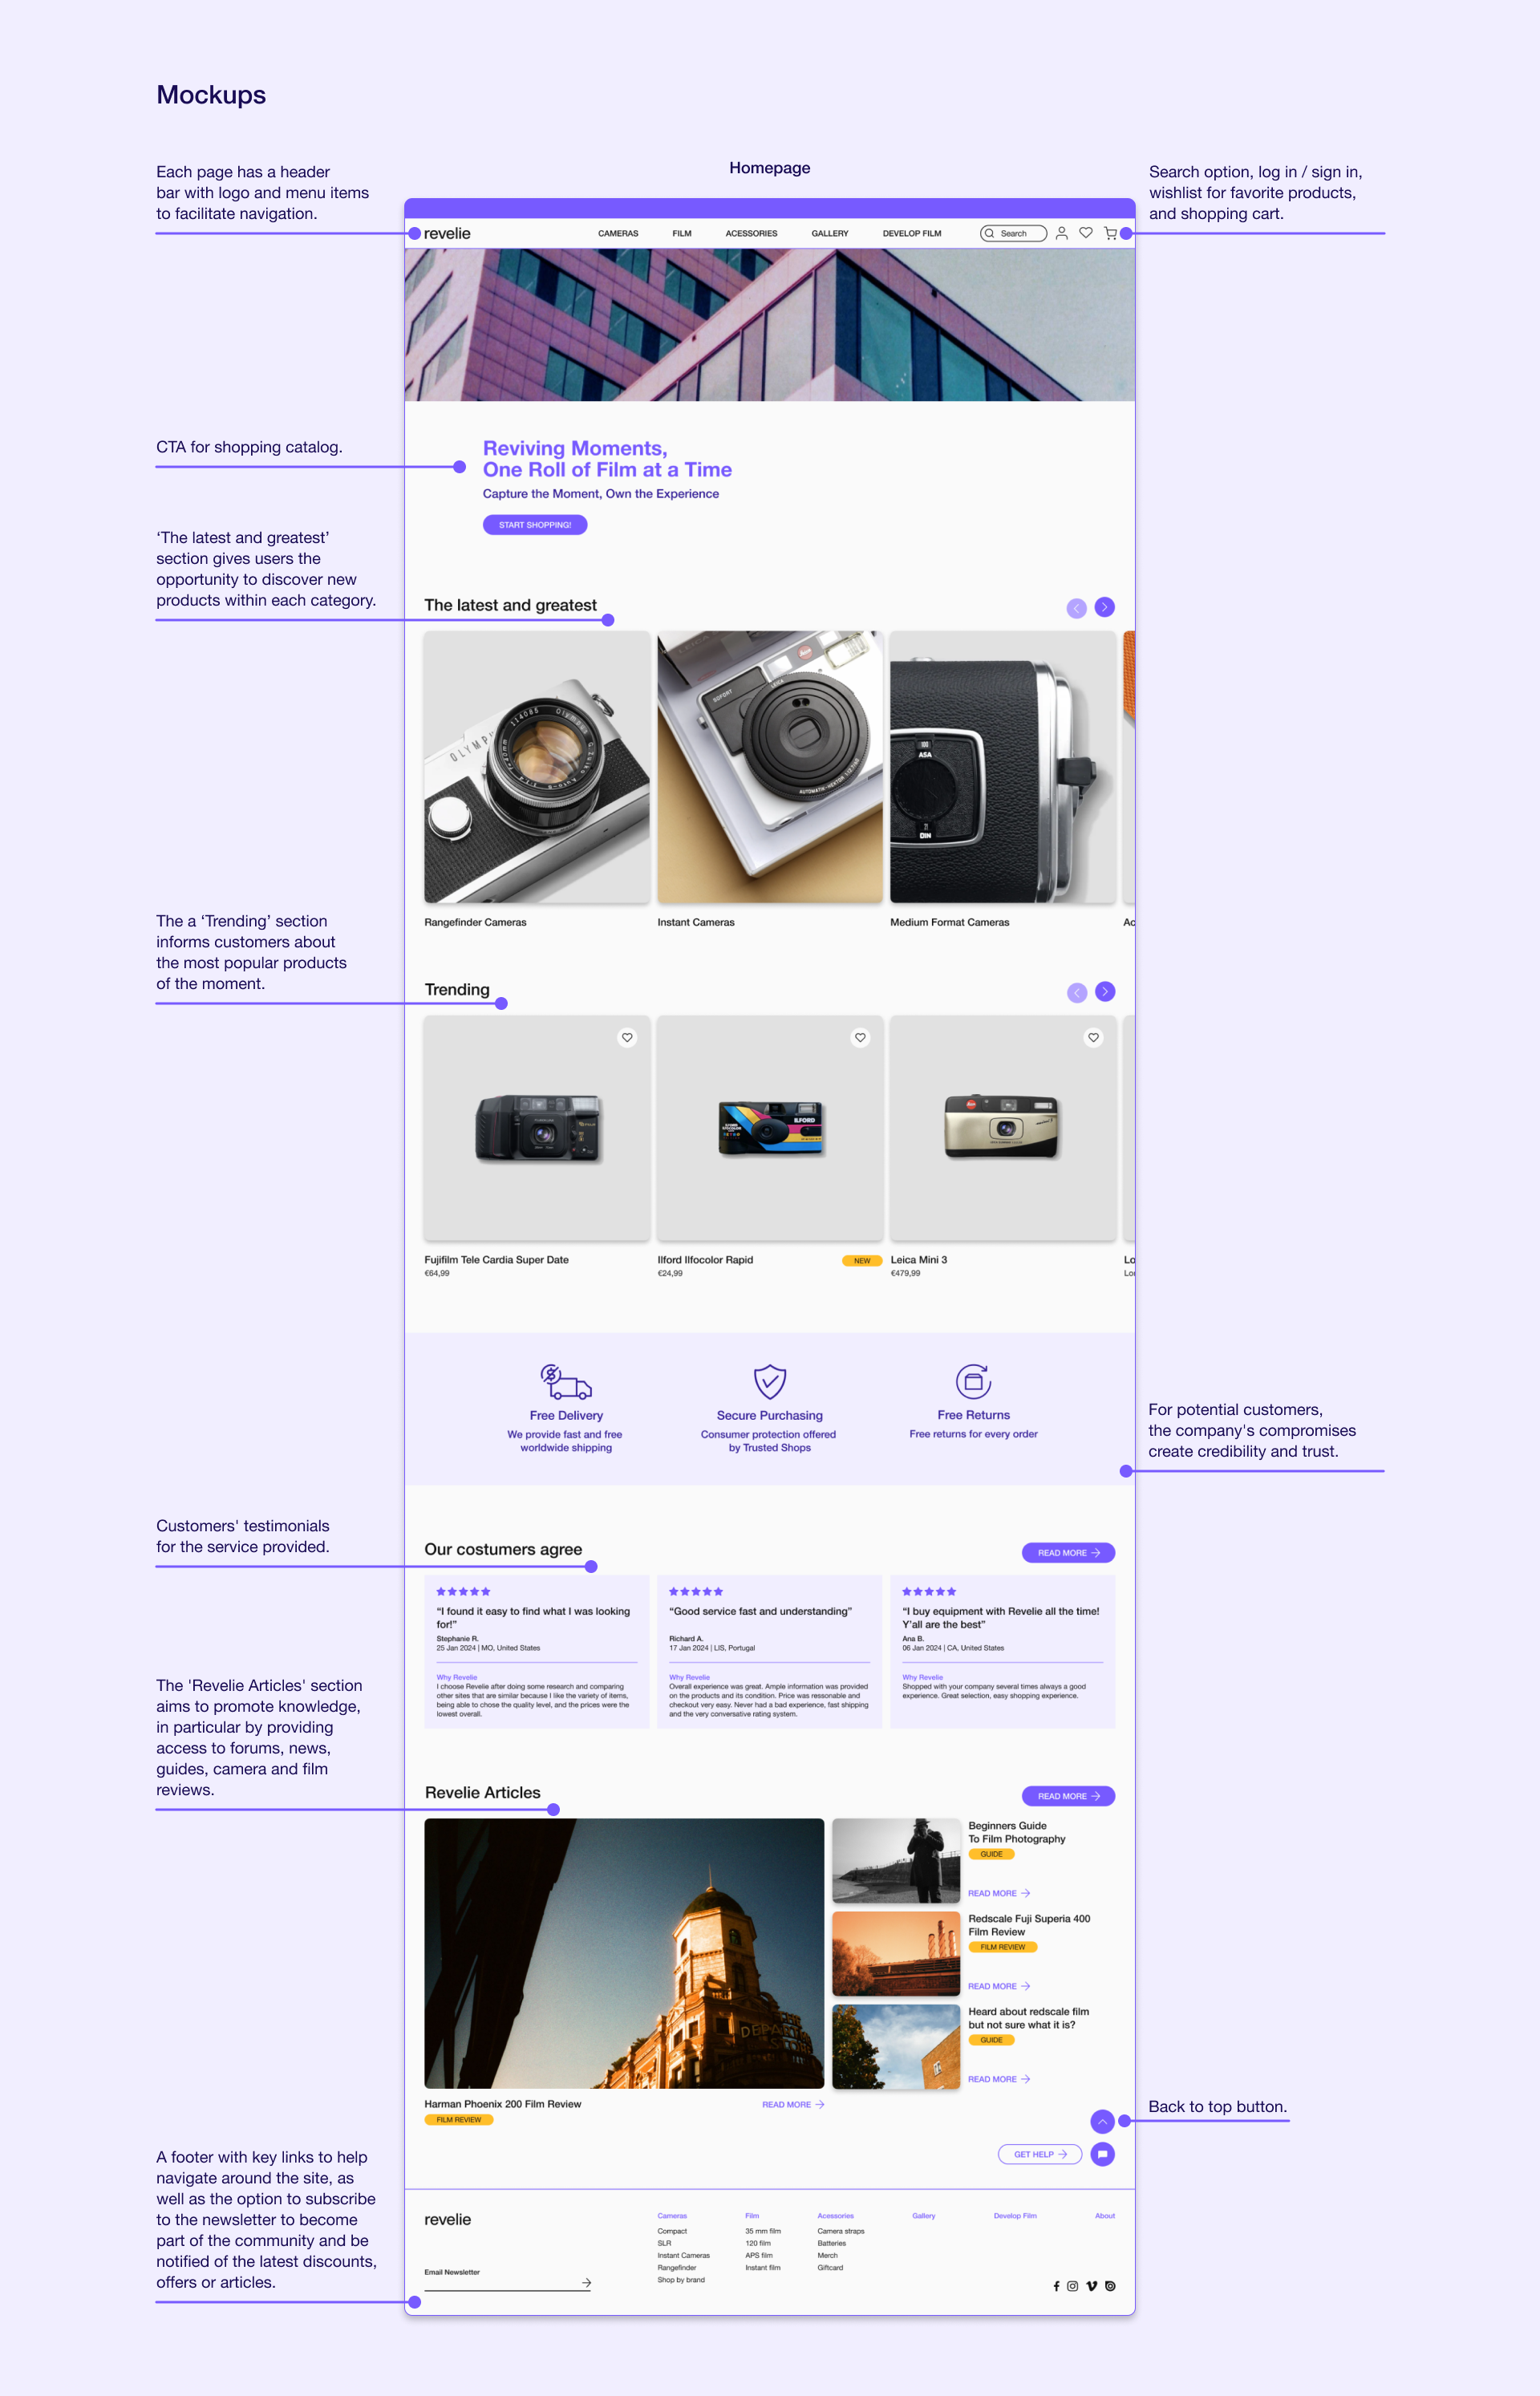 Mockups
Each page has a header
bar with logo and menu items
to facilitate navigation.
Homepage
Search option, log in / sign in,
wishlist for favorite products,
and shopping cart.
revelie
CAMERAS
FILM
ACESSORIES
GALLERY
DEVELOP FILM
Search
CTA for shopping catalog.
Reviving Moments,
One Roll of Film at a Time
Capture the Moment, Own the Experience
START SHOPPING!
‘The latest and greatest’
section gives users the
opportunity to discover new
products within each category.
The latest and greatest
OLYMP
114065 Olympus G.Zuiko Auto-S
SOFORT
LEICA
Leica
AUTOMATIK-HEKTOR
100
ASA
DIN
Rangefinder Cameras
Instant Cameras
Medium Format Cameras
Ac
The a ‘Trending’ section
informs customers about
the most popular products
of the moment.
Trending
ILFORD
Fujifilm Tele Cardia Super Date
€64,99
Ilford Ilfocolor Rapid
NEW
€24,99
Leica Mini 3
€479,99
Lo
Lo
Free Delivery
We provide fast and free
worldwide shipping
Secure Purchasing
Consumer protection offered
by Trusted Shops
Free Returns
Free returns for every order
For potential customers,
the company's compromises
create credibility and trust.
Customers' testimonials
for the service provided.
Our costumers agree
READ MORE
“I found it easy to find what I was looking
for!”
Stephanie R.
25 Jan 2024 | MO, United States
Why Revelie
I choose Revelie after doing some research and comparing
other sites that are similar because I like the variety of items,
being able to chose the quality level, and the prices were the
lowest overall.
“Good service fast and understanding”
Richard A.
17 Jan 2024 | LIS, Portugal
Why Revelie
Overall experience was great. Ample information was provided
on the products and its condition. Price was ressonable and
checkout very easy. Never had a bad experience, fast shipping
and the very conversative rating system.
“I buy equipment with Revelie all the time!
Y’all are the best”
Ana B.
06 Jan 2024 | CA, United States
Why Revelie
Shopped with your company several times always a good
experience. Great selection, easy shopping experience.
The 'Revelie Articles' section
aims to promote knowledge,
in particular by providing
access to forums, news,
guides, camera and film
reviews.
Revelie Articles
READ MORE
Harman Phoenix 200 Film Review
READ MORE
FILM REVIEW
Beginners Guide
To Film Photography
GUIDE
READ MORE
Redscale Fuji Superia 400
Film Review
FILM REVIEW
READ MORE
Heard about redscale film
but not sure what it is?
GUIDE
READ MORE
Back to top button.
GET HELP
A footer with key links to help
navigate around the site, as
well as the option to subscribe
to the newsletter to become
part of the community and be
notified of the latest discounts,
offers or articles.
revelie
Email Newsletter
Cameras
Compact
SLR
Instant Cameras
Rangefinder
Shop by brand
Film
35 mm film
120 film
APS film
Instant film
Acessories
Camera straps
Batteries
Merch
Giftcard
Gallery
Develop Film
About